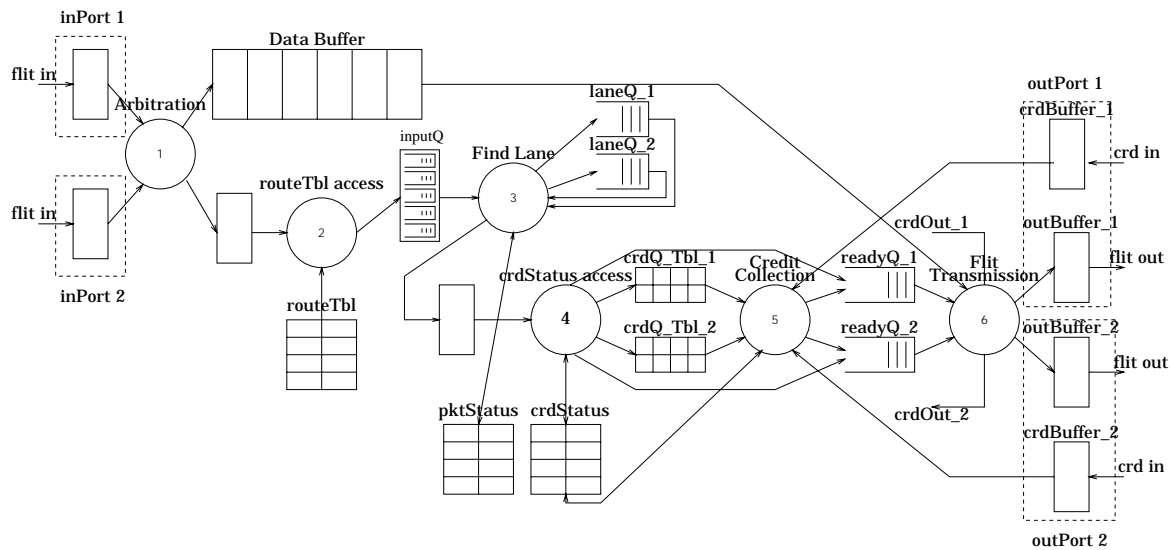 inPort 1
flit in
Arbitration
1
flit in
inPort 2
Data Buffer
routeTbl access
2
routeTbl
inputQ
Find Lane
3
laneQ_1
laneQ_2
crdStatus access
4
pktStatus
crdStatus
crdQ_Tbl_1
crdQ_Tbl_2
Credit
Collection
5
readyQ_1
readyQ_2
crdOut_1
Flit
Transmission
6
crdOut_2
outPort 1
crdBuffer_1
crd in
outBuffer_1
flit out
outBuffer_2
flit out
crdBuffer_2
crd in
outPort 2